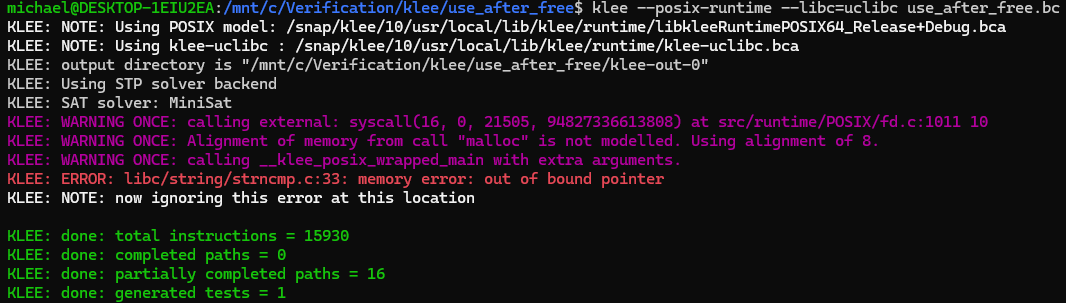 michael@DESKTOP-1EIU2EA:/mnt/c/Verification/klee/use_after_free$ klee --posix-runtime --libc=uclibc use_after_free.bc
KLEE: NOTE: Using POSIX model: /snap/klee/10/usr/local/lib/klee/runtime/libkleeRuntimePOSIX64_Release+Debug.bca
KLEE: NOTE: Using klee-uclibc : /snap/klee/10/usr/local/lib/klee/runtime/klee-uclibc.bca
KLEE: output directory is "/mnt/c/Verification/klee/use_after_free/klee-out-0"
KLEE: Using STP solver backend
KLEE: SAT solver: MiniSat
KLEE: WARNING ONCE: calling external: syscall(16, 0, 21505, 94827336613808) at src/runtime/POSIX/fd.c:1011 10
KLEE: WARNING ONCE: Alignment of memory from call "malloc" is not modelled. Using alignment of 8.
KLEE: WARNING ONCE: calling __klee_posix_wrapped_main with extra arguments.
KLEE: ERROR: libc/string/strncmp.c:33: memory error: out of bound pointer
KLEE: NOTE: now ignoring this error at this location
KLEE: done: total instructions = 15930
KLEE: done: completed paths = 0
KLEE: done: partially completed paths = 16
KLEE: done: generated tests = 1